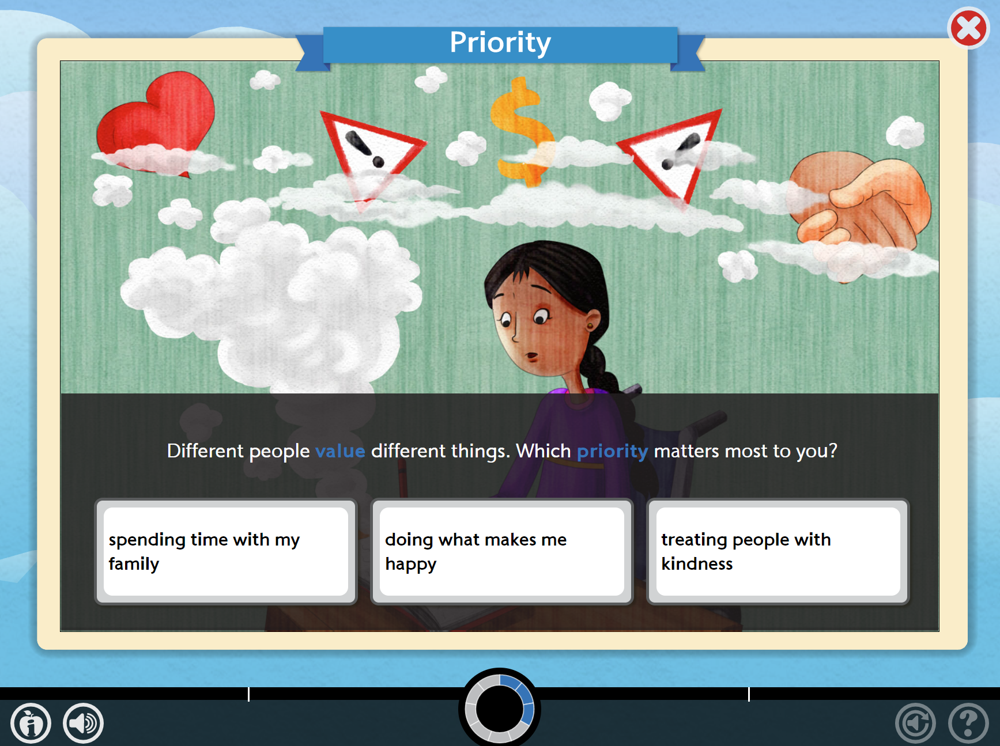 Priority
Different people value different things. Which priority matters most to you?
spending time with my
family
doing what makes me
happy
treating people with
kindness